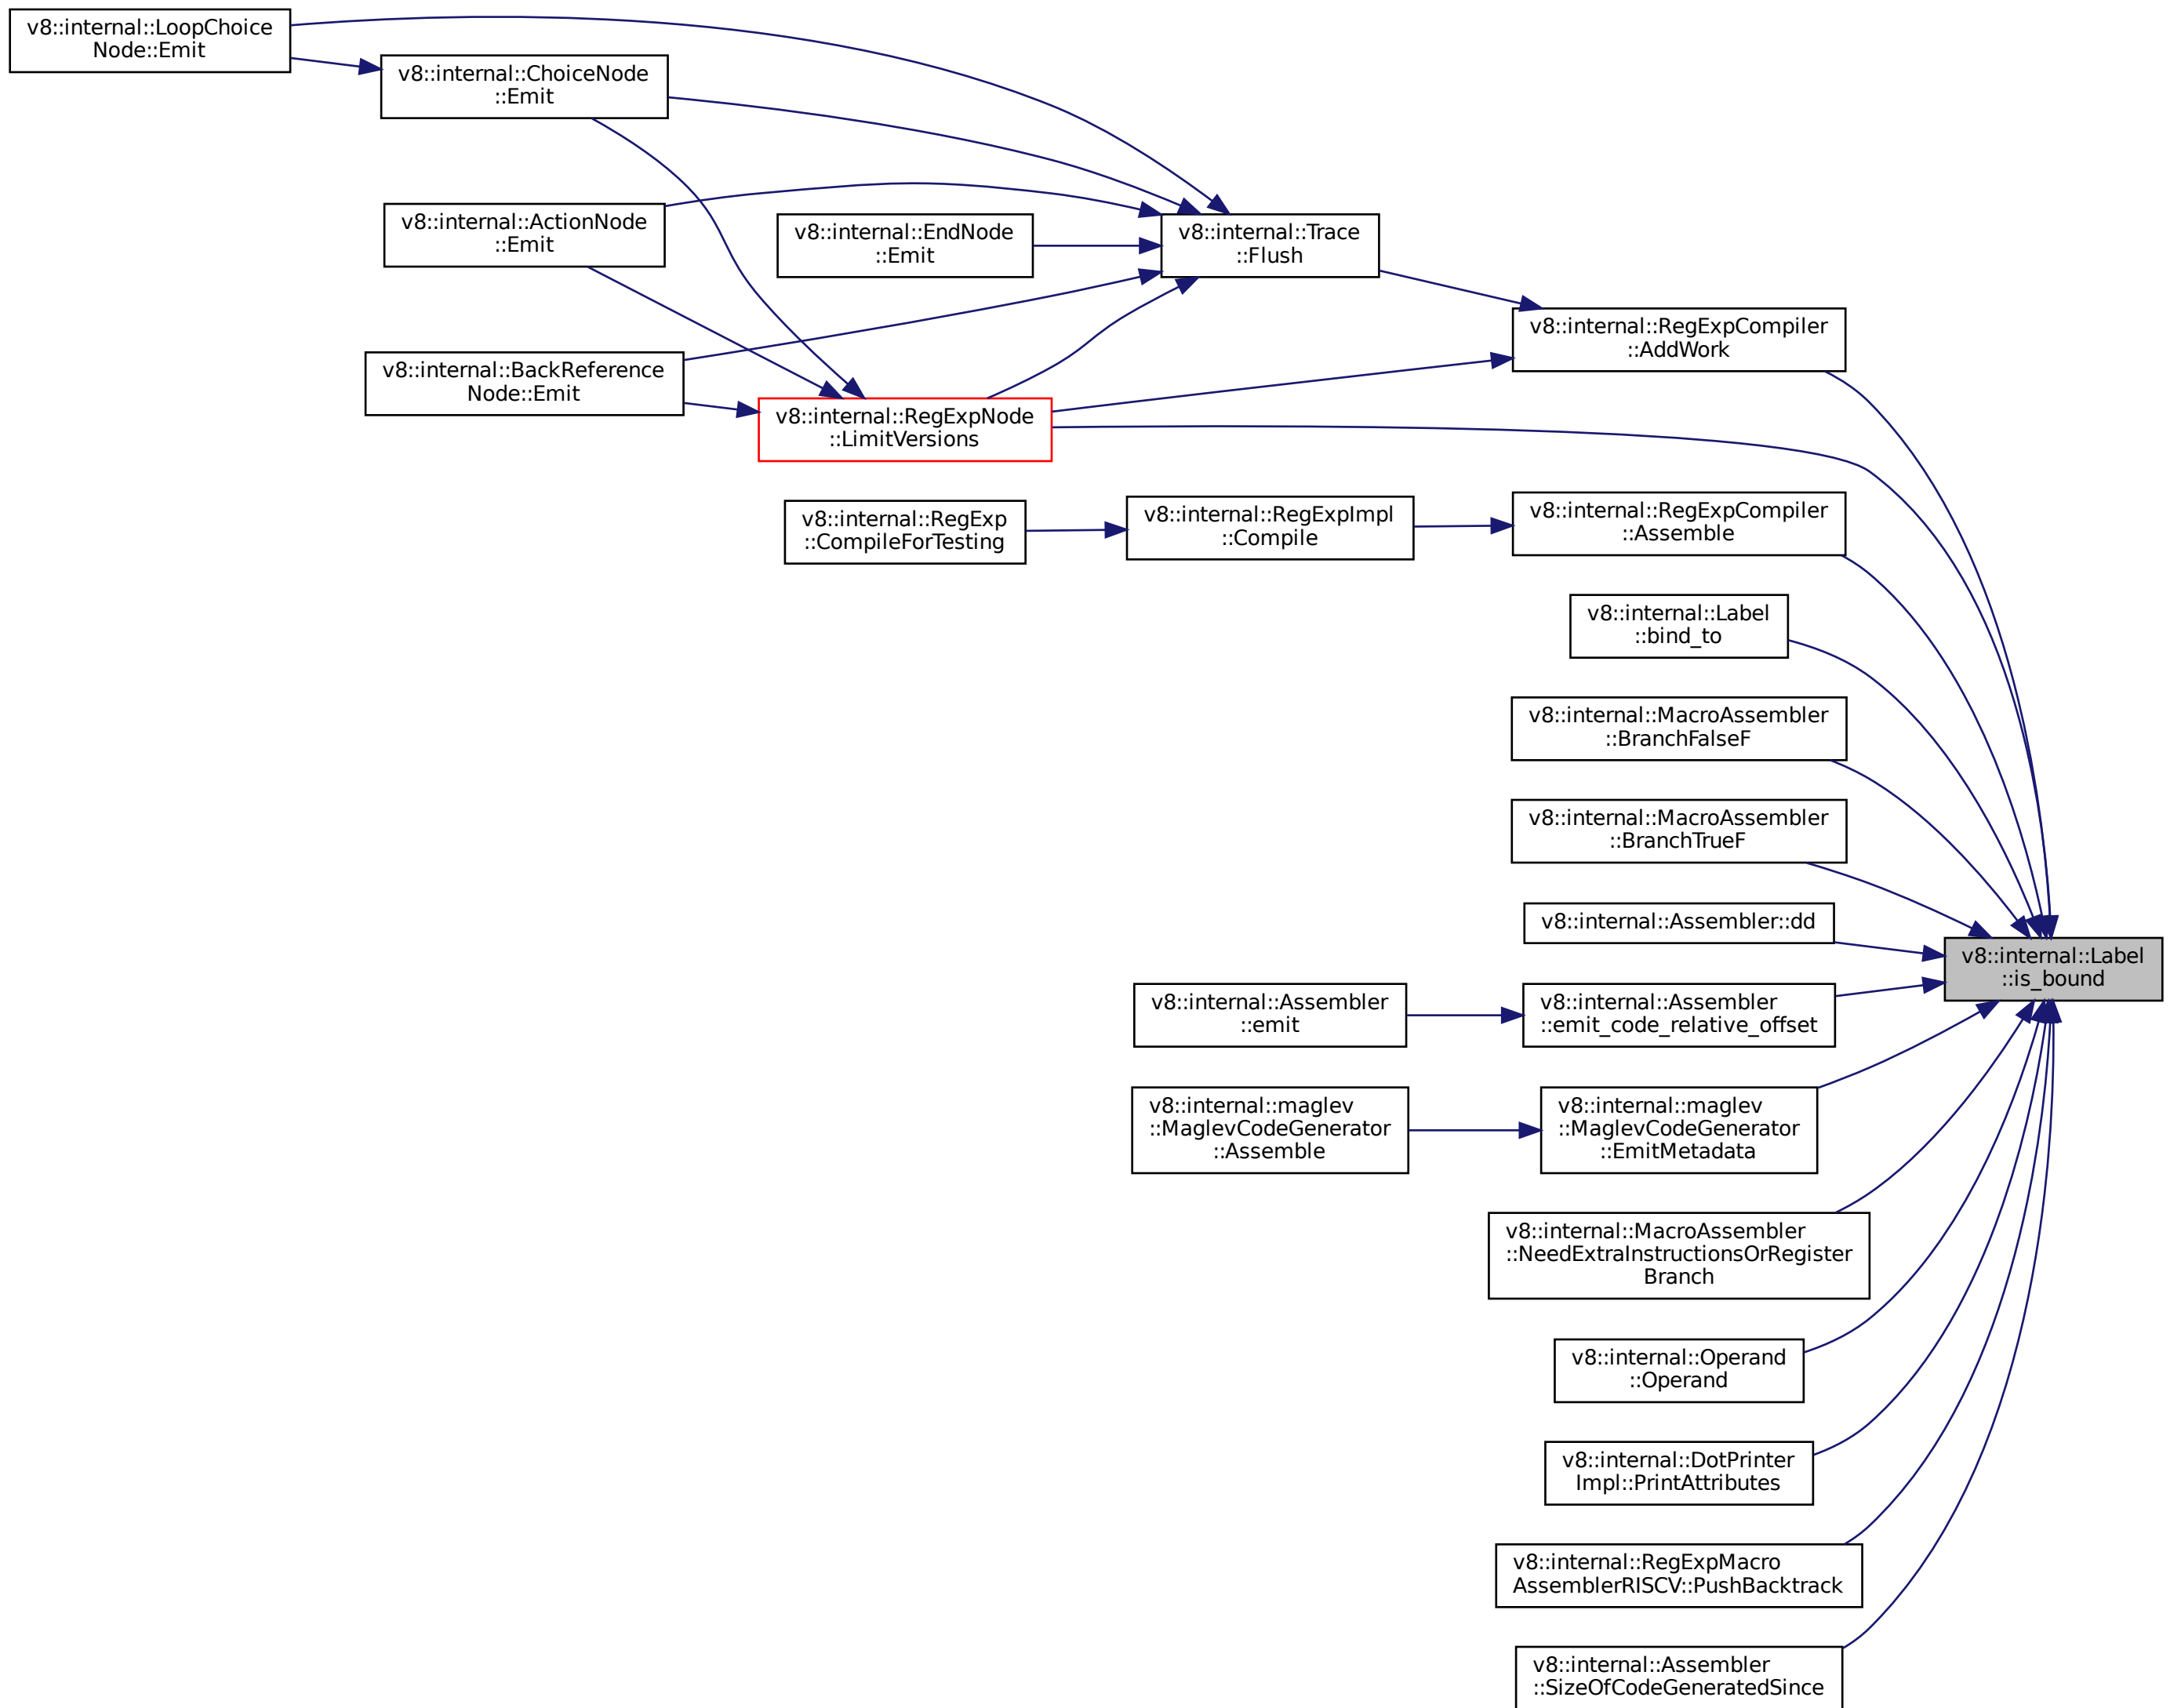 v8::internal::LoopChoice
Node::Emit
v8::internal::ChoiceNode
::Emit
v8::internal::ActionNode
::Emit
v8::internal::EndNode
::Emit
v8::internal::Trace
::Flush
v8::internal::RegExpCompiler
::AddWork
v8::internal::BackReference
Node::Emit
v8::internal::RegExpNode
::LimitVersions
v8::internal::RegExp
::CompileForTesting
v8::internal::RegExpImpl
::Compile
v8::internal::RegExpCompiler
::Assemble
v8::internal::Label
::bind_to
v8::internal::MacroAssembler
::BranchFalseF
v8::internal::MacroAssembler
::BranchTrueF
v8::internal::Assembler::dd
v8::internal::Label
::is_bound
v8::internal::Assembler
::emit
v8::internal::Assembler
::emit_code_relative_offset
v8::internal::maglev
::MaglevCodeGenerator
::Assemble
v8::internal::maglev
::MaglevCodeGenerator
::EmitMetadata
v8::internal::MacroAssembler
::NeedExtraInstructionsOrRegister
Branch
v8::internal::Operand
::Operand
v8::internal::DotPrinter
Impl::PrintAttributes
v8::internal::RegExpMacro
AssemblerRISCV::PushBacktrack
v8::internal::Assembler
::SizeOfCodeGeneratedSince